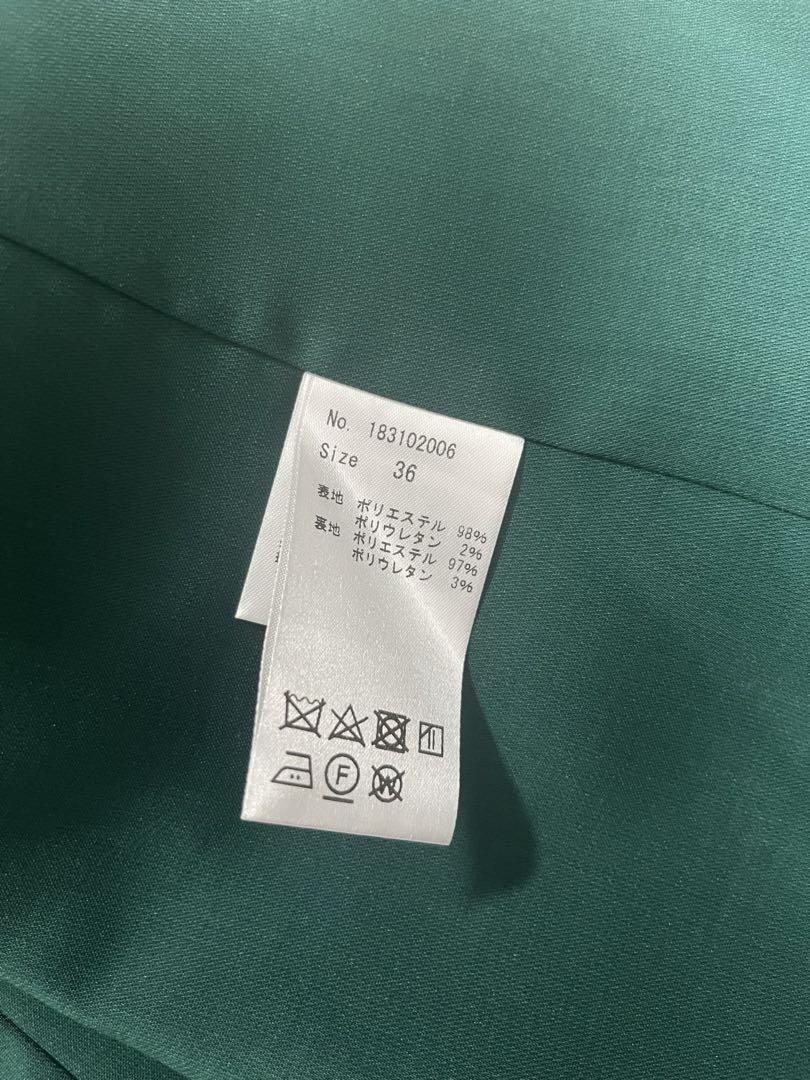 No. 183102006
Size 36
表地 ポリエステル 98%
ポリウレタン 2%
裏地 ポリエステル 97%
ポリウレタン 3%
F W